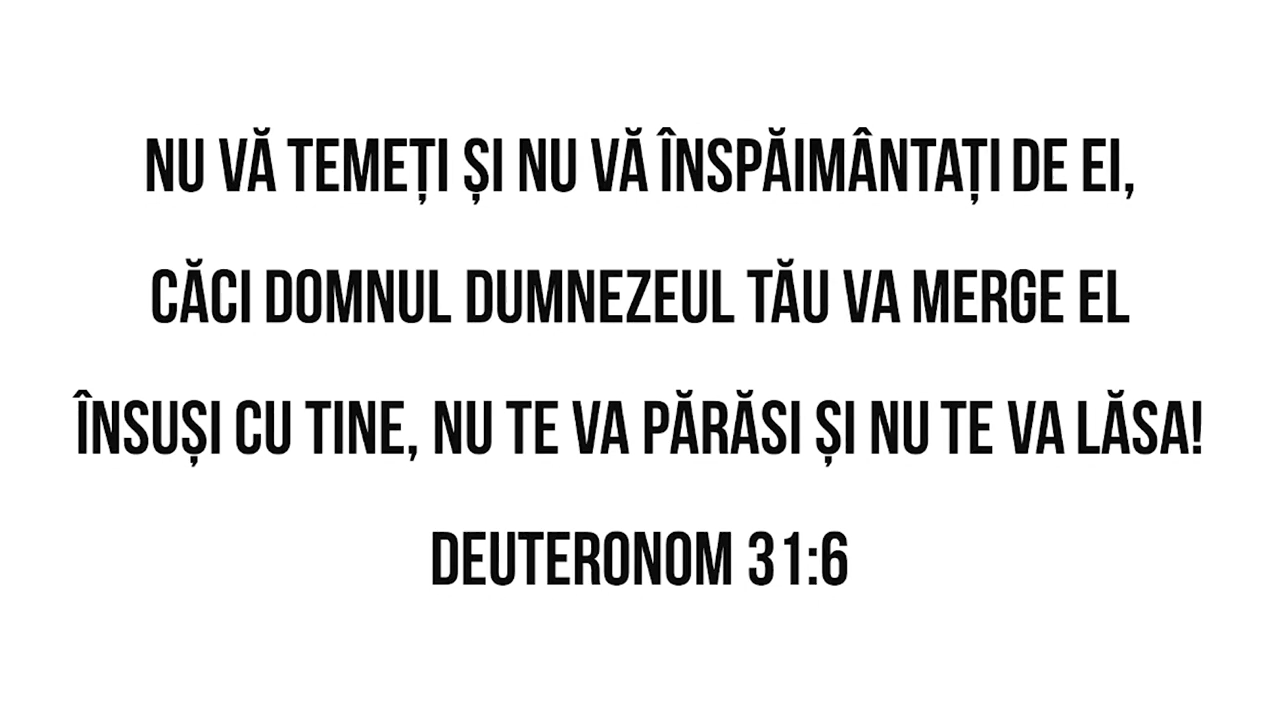 NU VĂ TEMEȚI ȘI NU VĂ ÎNSPĂIMÂNTAȚI DE EI,
CĂCI DOMNUL DUMNEZEUL TĂU VA MERGE EL
ÎNSUȘI CU TINE, NU TE VA PĂRĂSI ȘI NU TE VA LĂSA!
DEUTERONOM 31:6